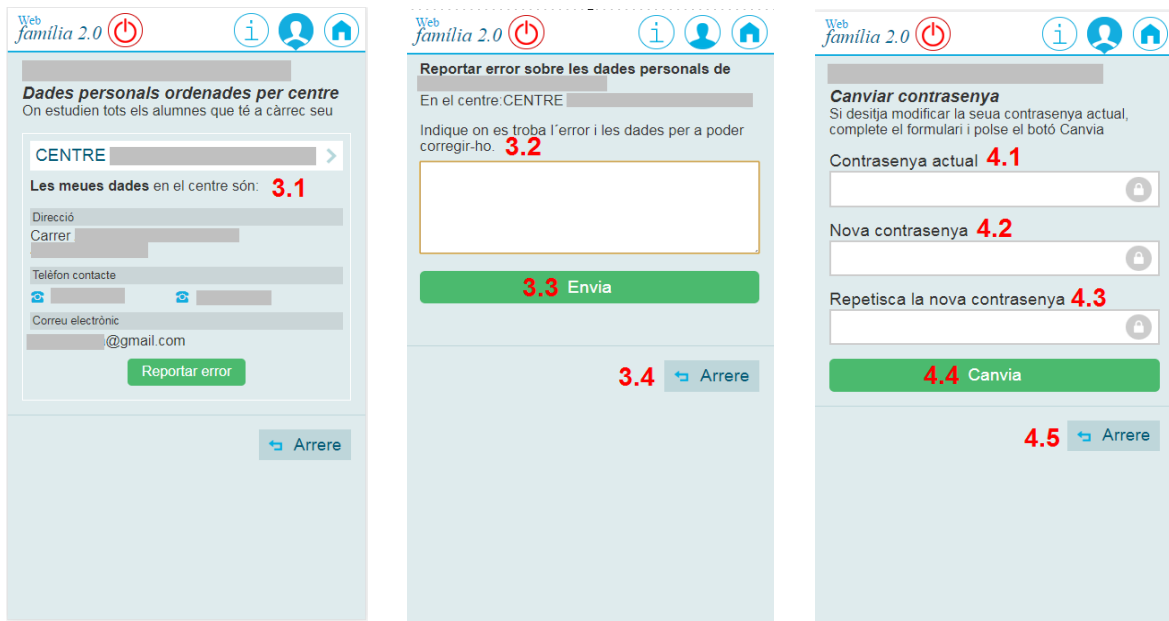 Web
família 2.0
i
Dades personals ordenades per centre
On estudien tots els alumnes que té a càrrec seu
CENTRE
Les meues dades en el centre són: 3.1
Direcció
Carrer
Telèfon contacte
Correu electrònic
@gmail.com
Reportar error
Arrere
Web
família 2.0
i
Reportar error sobre les dades personals de
En el centre:CENTRE
Indique on es troba l´error i les dades per a poder
corregir-ho. 3.2
3.3 Envia
3.4 Arrere
Web
família 2.0
i
Canviar contrasenya
Si desitja modificar la seua contrasenya actual,
complete el formulari i polse el botó Canvia
Contrasenya actual 4.1
Nova contrasenya 4.2
Repetisca la nova contrasenya 4.3
4.4 Canvia
4.5 Arrere